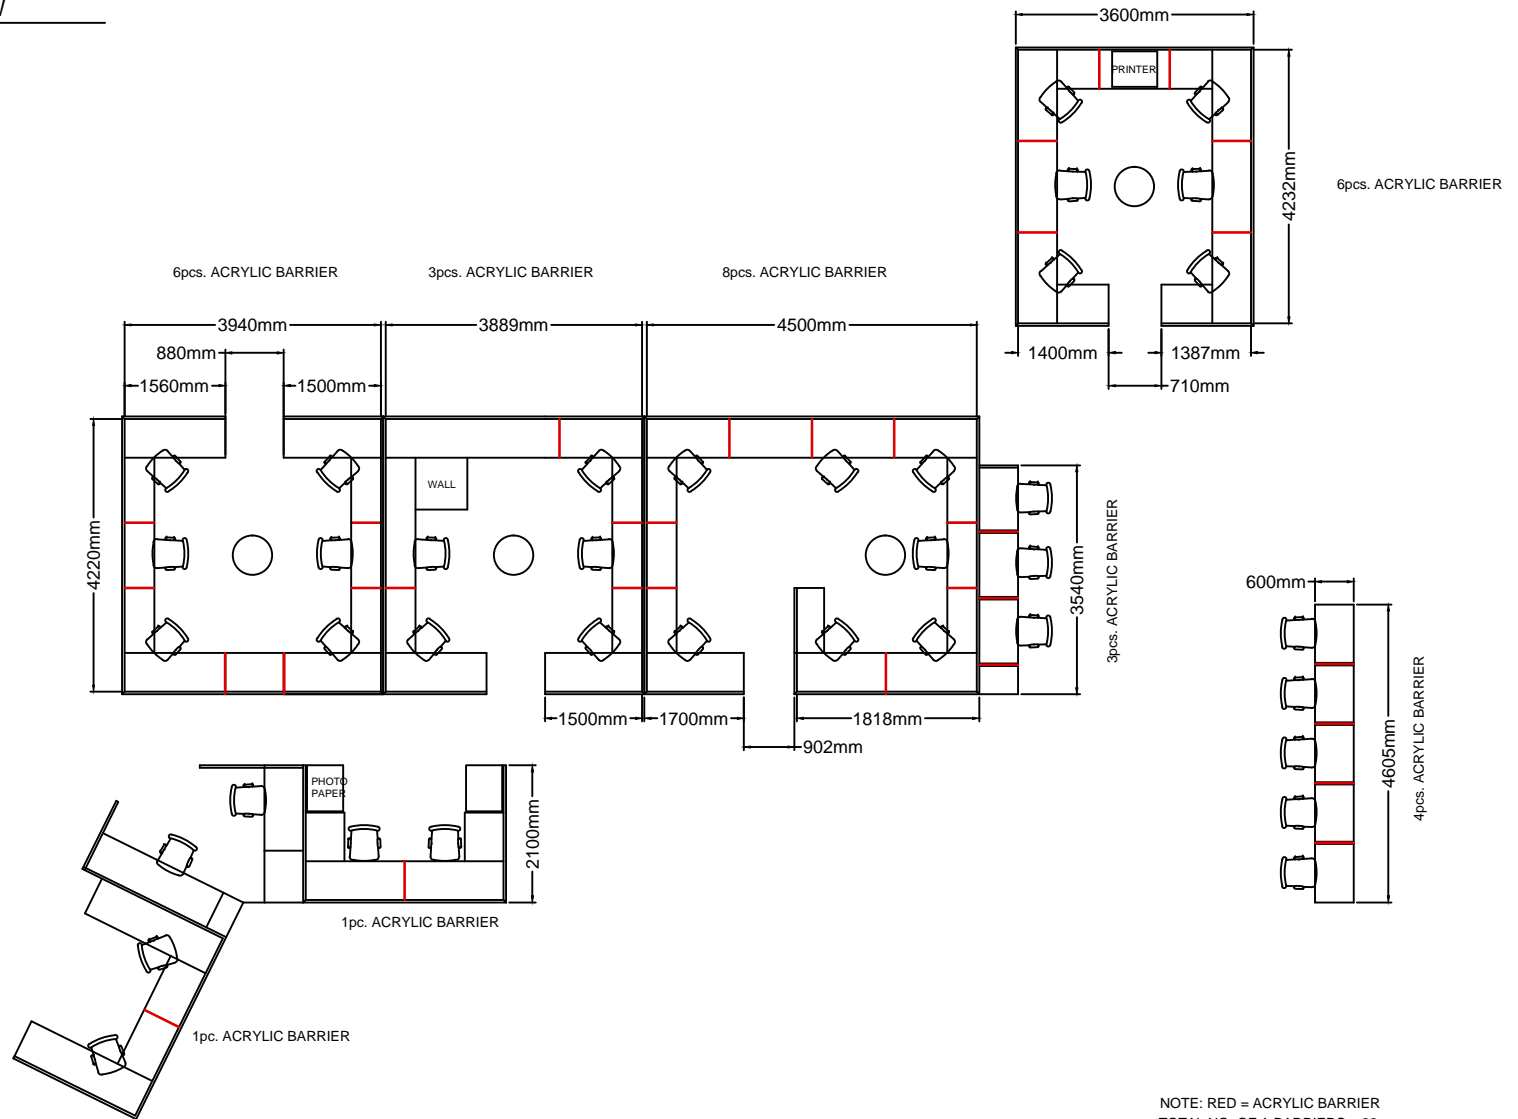 3600mm
PRINTER
4232mm
6pcs. ACRYLIC BARRIER
1400mm
1387mm
710mm
6pcs. ACRYLIC BARRIER
3pcs. ACRYLIC BARRIER
8pcs. ACRYLIC BARRIER
3940mm
3889mm
4500mm
880mm
1560mm
1500mm
4220mm
WALL
3540mm
3pcs. ACRYLIC BARRIER
1500mm
1700mm
1818mm
902mm
600mm
4605mm
4pcs. ACRYLIC BARRIER
PHOTO
PAPER
2100mm
1pc. ACRYLIC BARRIER
1pc. ACRYLIC BARRIER
NOTE: RED = ACRYLIC BARRIER